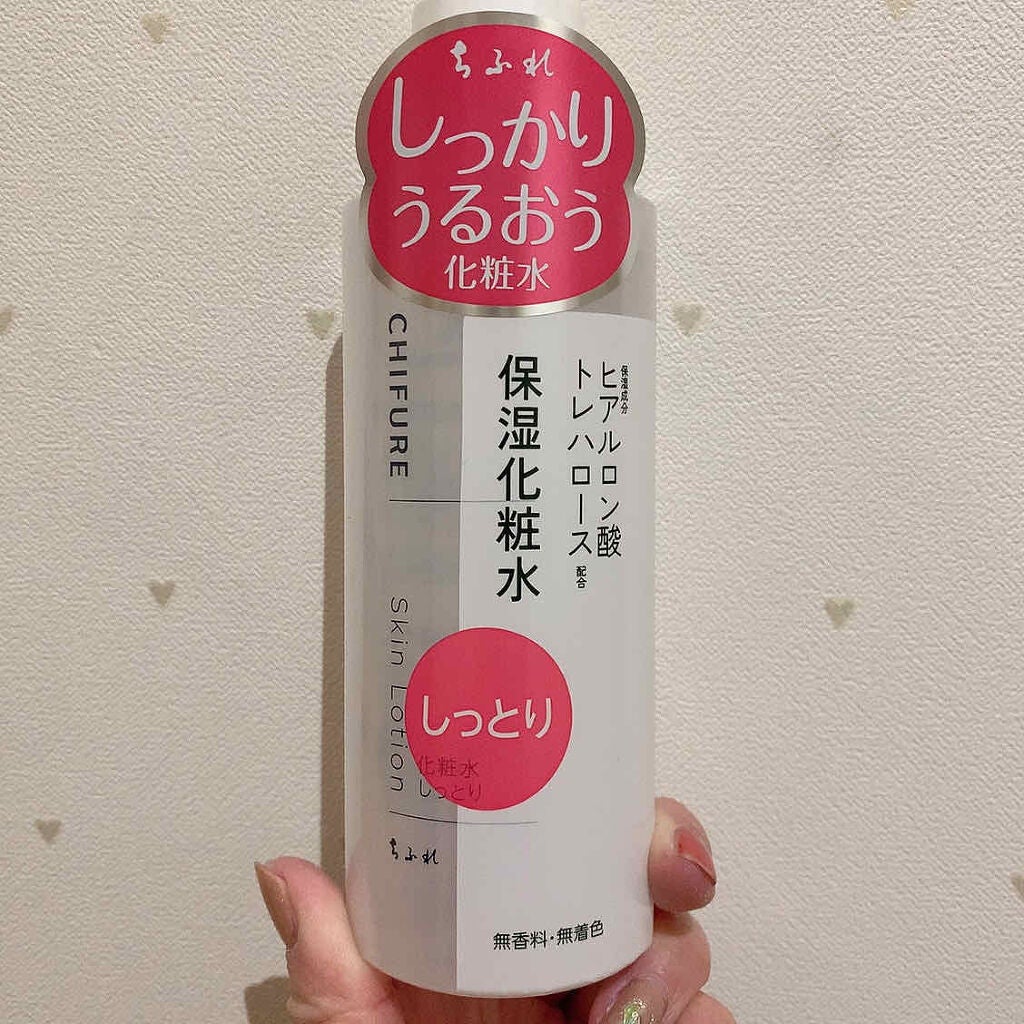 ちふれ
しっかり
うるおう
化粧水
CHIFURE
保湿成分
ヒアルロン酸
トレハロース配合
保湿化粧水
Skin Lotion
しっとり
化粧水
しっとり
ちふれ
無香料・無着色